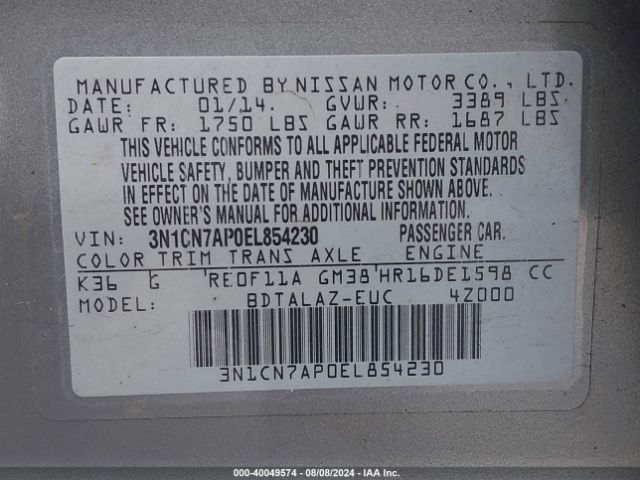 MANUFACTURED BY NISSAN MOTOR CO., LTD.
DATE: 01/14. GVWR: 3389 LBS
GAWR FR: 1750 LBS GAWR RR: 1687 LBS
THIS VEHICLE CONFORMS TO ALL APPLICABLE FEDERAL MOTOR
VEHICLE SAFETY, BUMPER AND THEFT PREVENTION STANDARDS
IN EFFECT ON THE DATE OF MANUFACTURE SHOWN ABOVE.
SEE OWNER'S MANUAL FOR ADDITIONAL INFORMATION.
VIN: 3N1CN7AP0EL854230 PASSENGER CAR.
COLOR TRIM TRANS AXLE ENGINE
K36 G RE0F11A GM38 HR16DE1598 CC
MODEL: BDTALAZ-EUC 4Z000
3N1CN7AP0EL854230
000-40049574 - 08/08/2024 - IAA Inc.